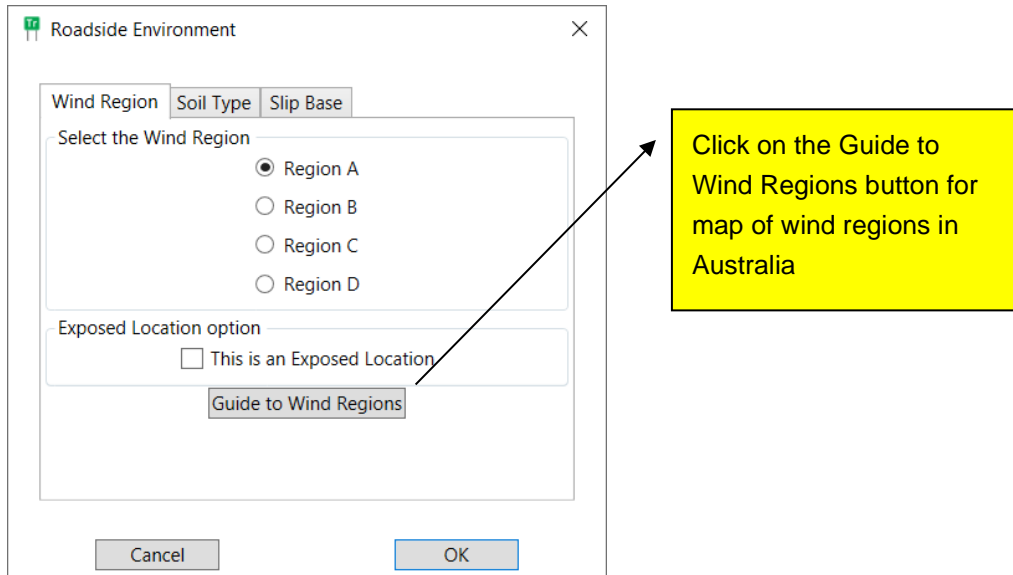 Tr
Roadside Environment
Wind Region Soil Type Slip Base
Select the Wind Region
Region A
Region B
Region C
Region D
Exposed Location option
This is an Exposed Location
Guide to Wind Regions
Cancel OK
Click on the Guide to
Wind Regions button for
map of wind regions in
Australia